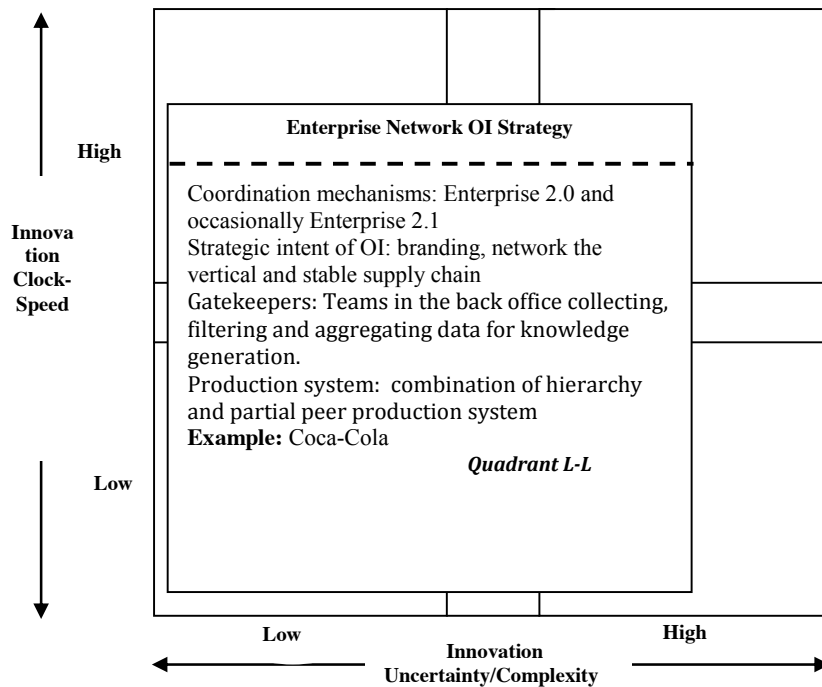 Enterprise Network OI Strategy
High
Coordination mechanisms: Enterprise 2.0 and
occasionally Enterprise 2.1
Strategic intent of OI: branding, network the
vertical and stable supply chain
Gatekeepers: Teams in the back office collecting,
filtering and aggregating data for knowledge
generation.
Production system: combination of hierarchy
and partial peer production system
Example: Coca-Cola
Quadrant L-L
Innova
tion
Clock-
Speed
Low
Low
High
Innovation
Uncertainty/Complexity